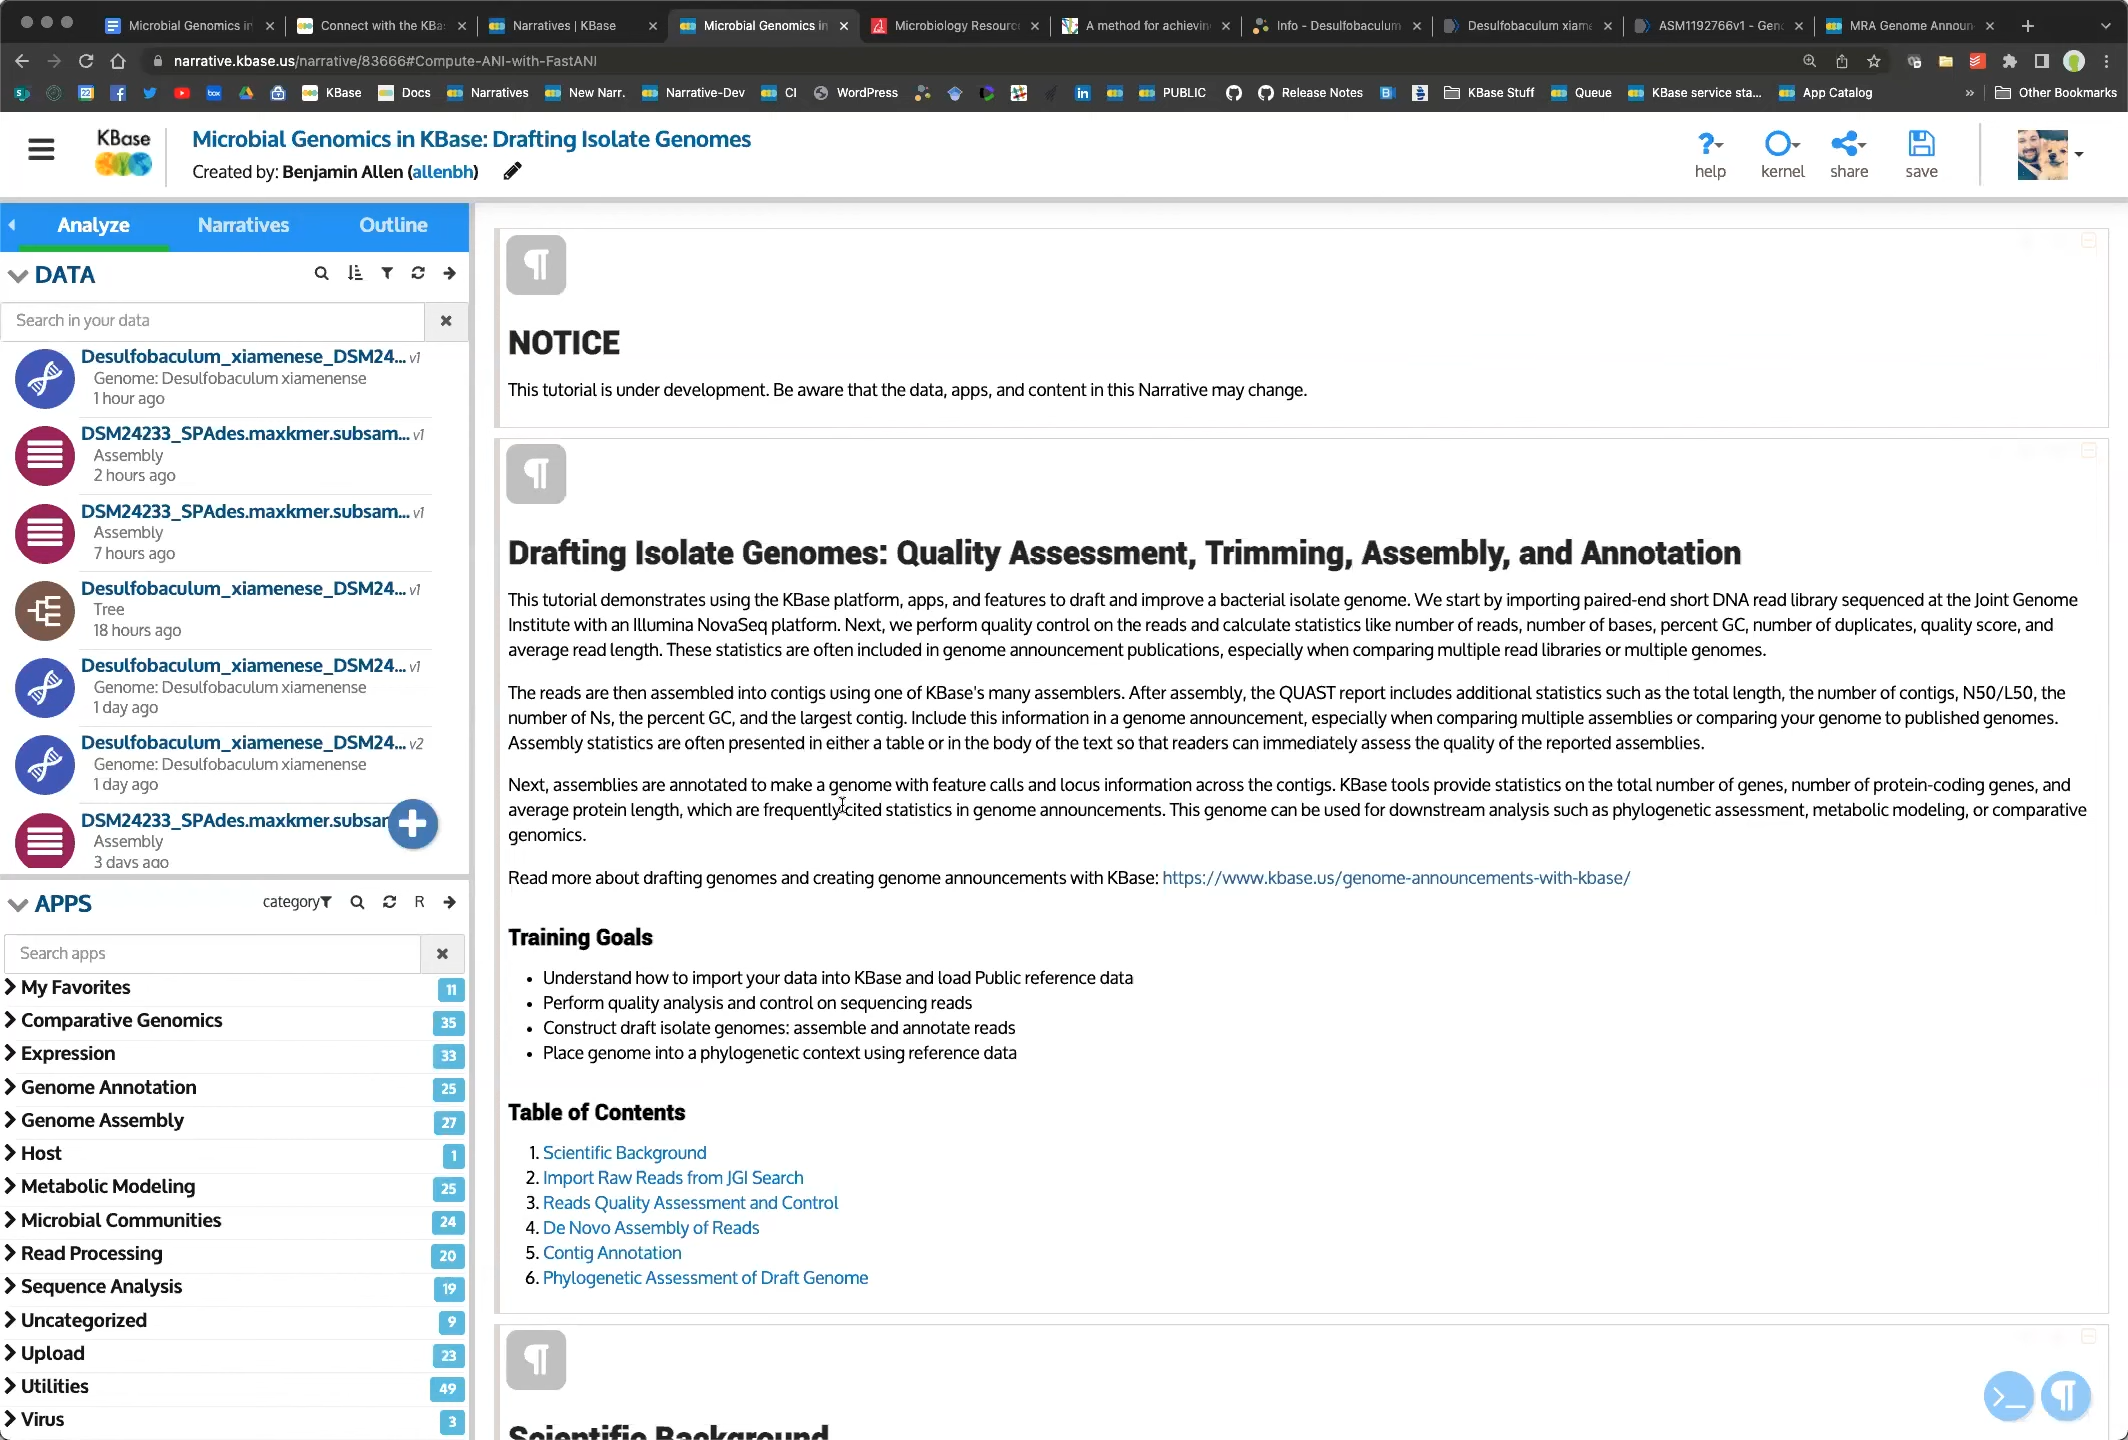 Microbial Genomics in
Connect with the KBas
Narratives | KBase
Microbial Genomics in
Microbiology Resourc
A method for achievin
Info - Desulfobaculum
Desulfobaculum xiame
ASM1192766v1 - Geno
MRA Genome Announ
narrative.kbase.us/narrative/83666#Compute-ANI-with-FastANI
KBase
Docs
Narratives
New Narr.
Narrative-Dev
CI
WordPress
PUBLIC
Release Notes
KBase Stuff
Queue
KBase service sta...
App Catalog
»
Other Bookmarks
KBase
Microbial Genomics in KBase: Drafting Isolate Genomes
Created by: Benjamin Allen (allenbh)
help
kernel
share
save
Analyze
Narratives
Outline
DATA
Search in your data
Desulfobaculum_xiamenese_DSM24... v1
Genome: Desulfobaculum xiamenense
1 hour ago
DSM24233_SPAdes.maxkmer.subsam... v1
Assembly
2 hours ago
DSM24233_SPAdes.maxkmer.subsam... v1
Assembly
7 hours ago
Desulfobaculum_xiamenese_DSM24... v1
Tree
18 hours ago
Desulfobaculum_xiamenese_DSM24... v1
Genome: Desulfobaculum xiamenense
1 day ago
Desulfobaculum_xiamenese_DSM24... v2
Genome: Desulfobaculum xiamenense
1 day ago
DSM24233_SPAdes.maxkmer.subsar
Assembly
3 days ago
APPS
category
R
Search apps
My Favorites 11
Comparative Genomics 35
Expression 33
Genome Annotation 25
Genome Assembly 27
Host 1
Metabolic Modeling 25
Microbial Communities 24
Read Processing 20
Sequence Analysis 19
Uncategorized 9
Upload 23
Utilities 49
Virus 3
NOTICE
This tutorial is under development. Be aware that the data, apps, and content in this Narrative may change.
Drafting Isolate Genomes: Quality Assessment, Trimming, Assembly, and Annotation
This tutorial demonstrates using the KBase platform, apps, and features to draft and improve a bacterial isolate genome. We start by importing paired-end short DNA read library sequenced at the Joint Genome
Institute with an Illumina NovaSeq platform. Next, we perform quality control on the reads and calculate statistics like number of reads, number of bases, percent GC, number of duplicates, quality score, and
average read length. These statistics are often included in genome announcement publications, especially when comparing multiple read libraries or multiple genomes.
The reads are then assembled into contigs using one of KBase's many assemblers. After assembly, the QUAST report includes additional statistics such as the total length, the number of contigs, N50/L50, the
number of Ns, the percent GC, and the largest contig. Include this information in a genome announcement, especially when comparing multiple assemblies or comparing your genome to published genomes.
Assembly statistics are often presented in either a table or in the body of the text so that readers can immediately assess the quality of the reported assemblies.
Next, assemblies are annotated to make a genome with feature calls and locus information across the contigs. KBase tools provide statistics on the total number of genes, number of protein-coding genes, and
average protein length, which are frequently cited statistics in genome announcements. This genome can be used for downstream analysis such as phylogenetic assessment, metabolic modeling, or comparative
genomics.
Read more about drafting genomes and creating genome announcements with KBase: https://www.kbase.us/genome-announcements-with-kbase/
Training Goals
• Understand how to import your data into KBase and load Public reference data
• Perform quality analysis and control on sequencing reads
• Construct draft isolate genomes: assemble and annotate reads
• Place genome into a phylogenetic context using reference data
Table of Contents
1. Scientific Background
2. Import Raw Reads from JGI Search
3. Reads Quality Assessment and Control
4. De Novo Assembly of Reads
5. Contig Annotation
6. Phylogenetic Assessment of Draft Genome
Scientific Background